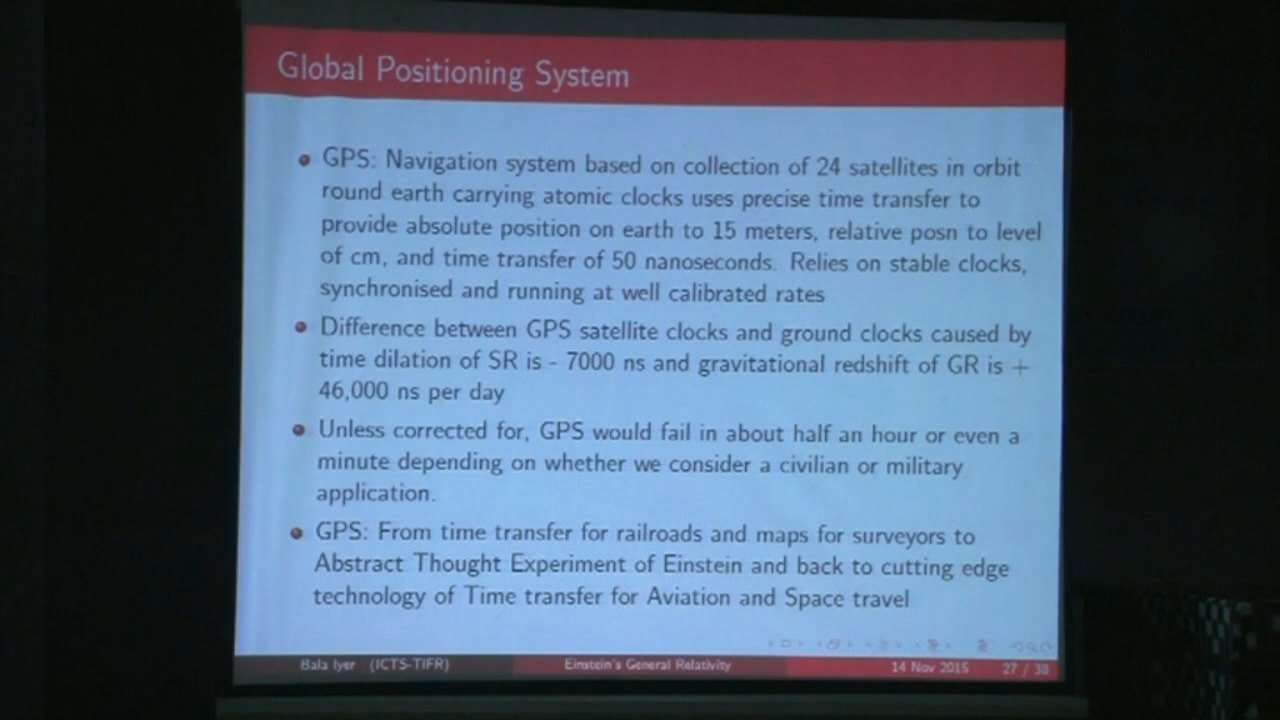 Global Positioning System
GPS: Navigation system based on collection of 24 satellites in orbit
round earth carrying atomic clocks uses precise time transfer to
provide absolute position on earth to 15 meters, relative posn to level
of cm, and time transfer of 50 nanoseconds. Relies on stable clocks,
synchronised and running at well calibrated rates
Difference between GPS satellite clocks and ground clocks caused by
time dilation of SR is - 7000 ns and gravitational redshift of GR is +
46,000 ns per day
Unless corrected for, GPS would fail in about half an hour or even a
minute depending on whether we consider a civilian or military
application.
GPS: From time transfer for railroads and maps for surveyors to
Abstract Thought Experiment of Einstein and back to cutting edge
technology of Time transfer for Aviation and Space travel
Bala Iyer (ICTS-TIFR) Einstein's General Relativity 14 Nov 2015 27 / 38